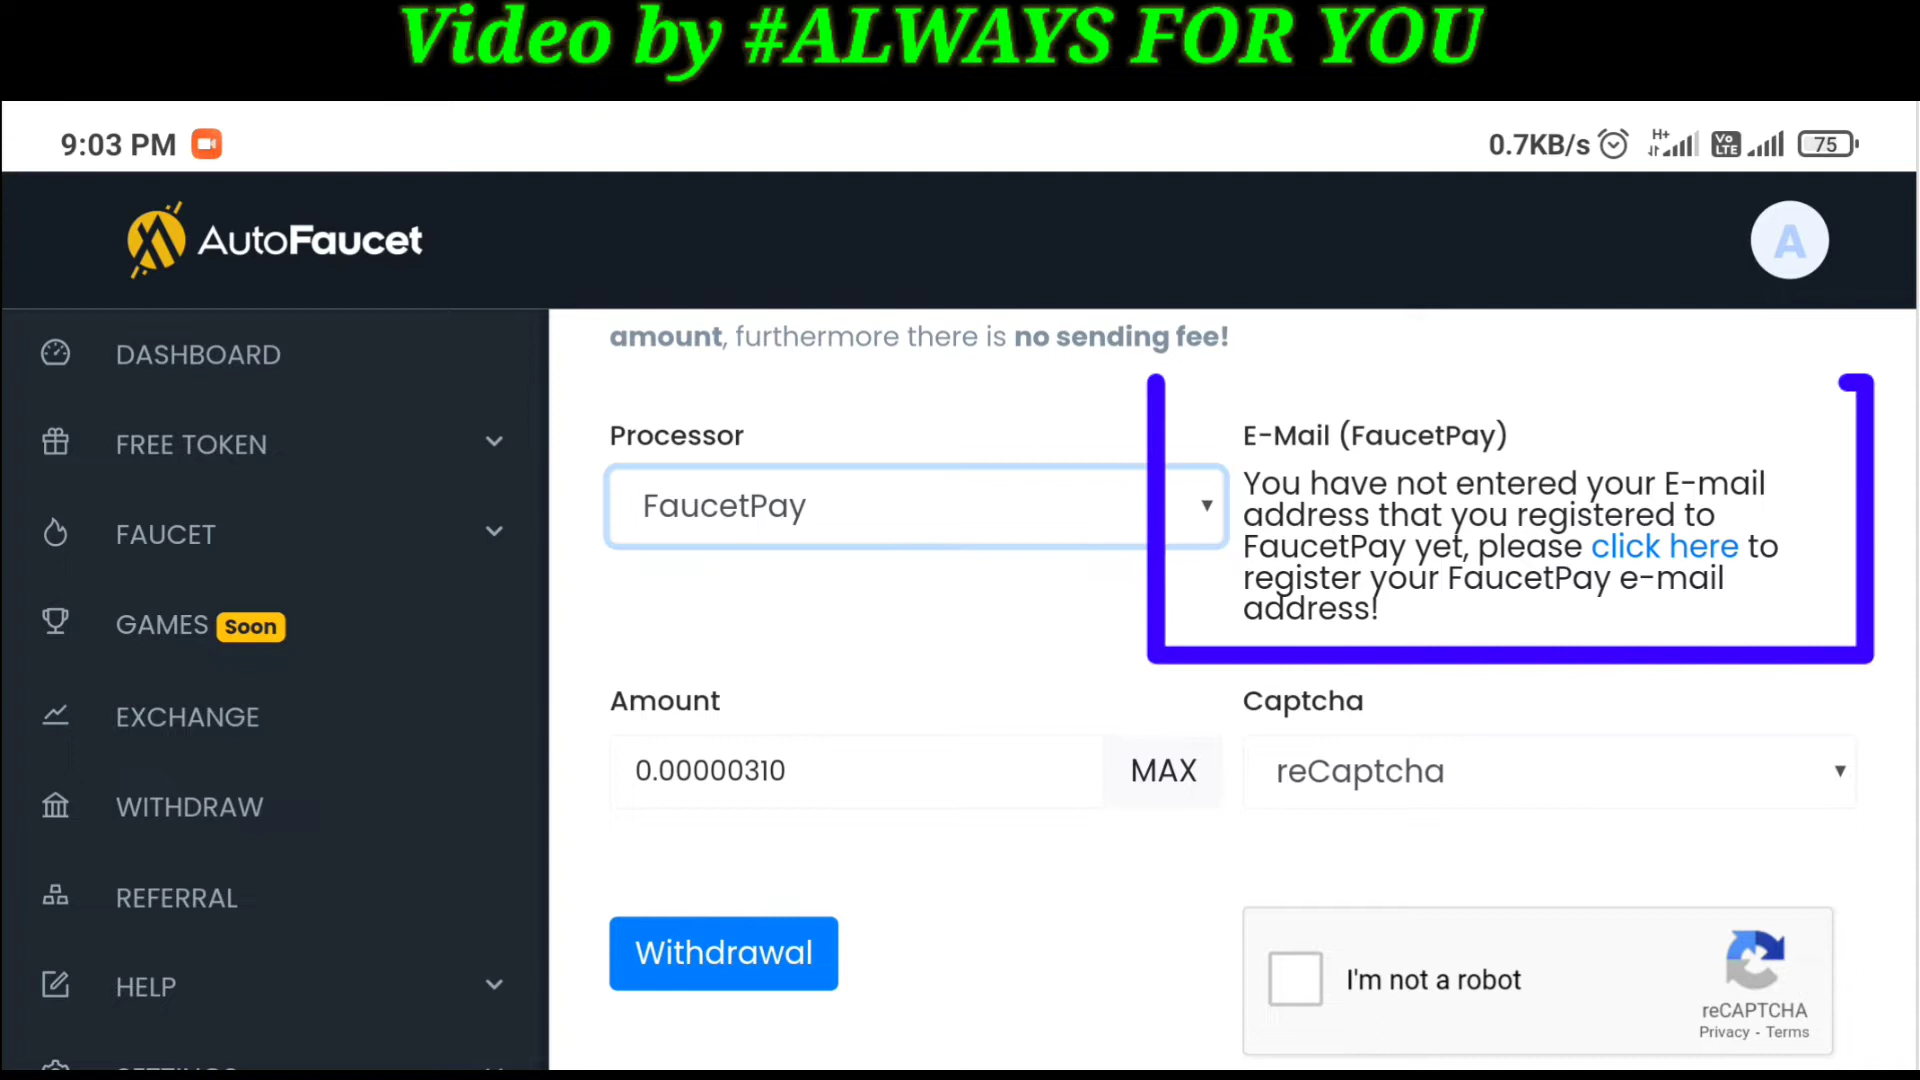 Video by #ALWAYS FOR YOU
9:03 PM
0.7KB/s
H+
Vo
LTE
75
AutoFaucet
A
DASHBOARD
FREE TOKEN
FAUCET
GAMES Soon
EXCHANGE
WITHDRAW
REFERRAL
HELP
amount, furthermore there is no sending fee!
Processor
FaucetPay
E-Mail (FaucetPay)
You have not entered your E-mail
address that you registered to
FaucetPay yet, please click here to
register your FaucetPay e-mail
address!
Amount
0.00000310
MAX
Captcha
reCaptcha
Withdrawal
I'm not a robot
reCAPTCHA
Privacy - Terms